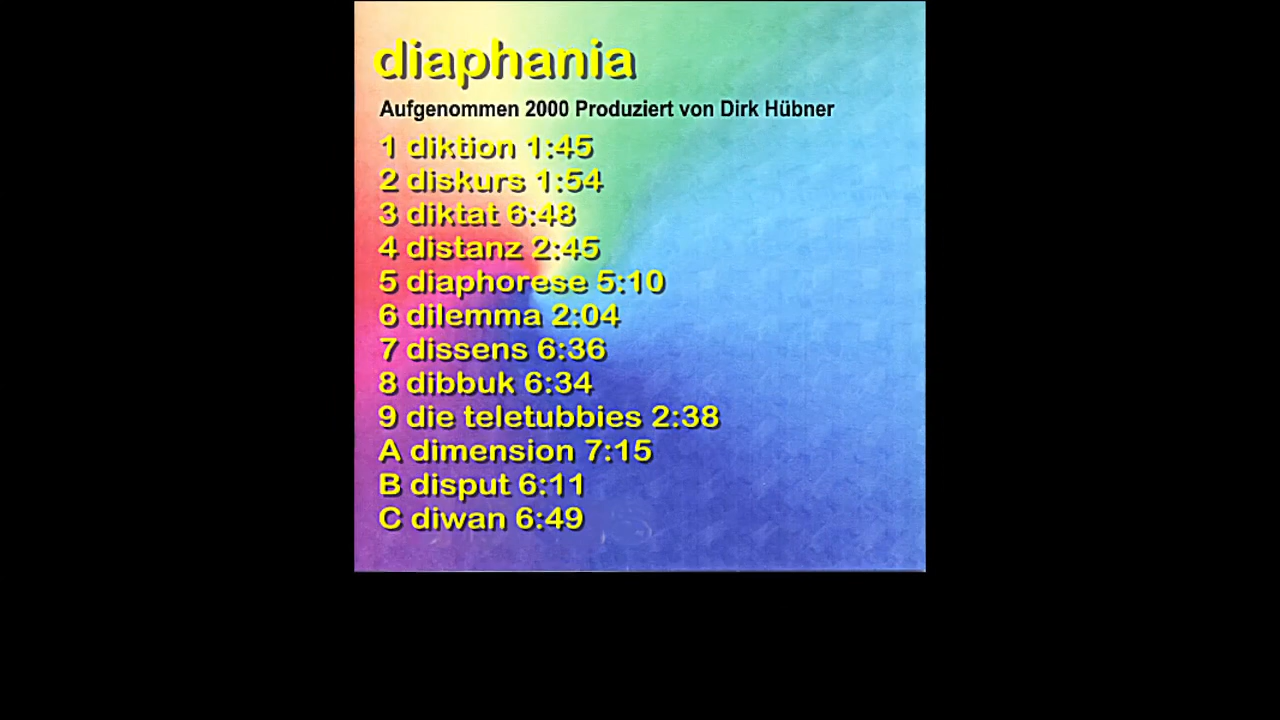 diaphania
Aufgenommen 2000 Produziert von Dirk Hübner
1 diktion 1:45
2 diskurs 1:54
3 diktat 6:48
4 distanz 2:45
5 diaphorese 5:10
6 dilemma 2:04
7 dissens 6:36
8 dibbuk 6:34
9 die teletubbies 2:38
A dimension 7:15
B disput 6:11
C diwan 6:49